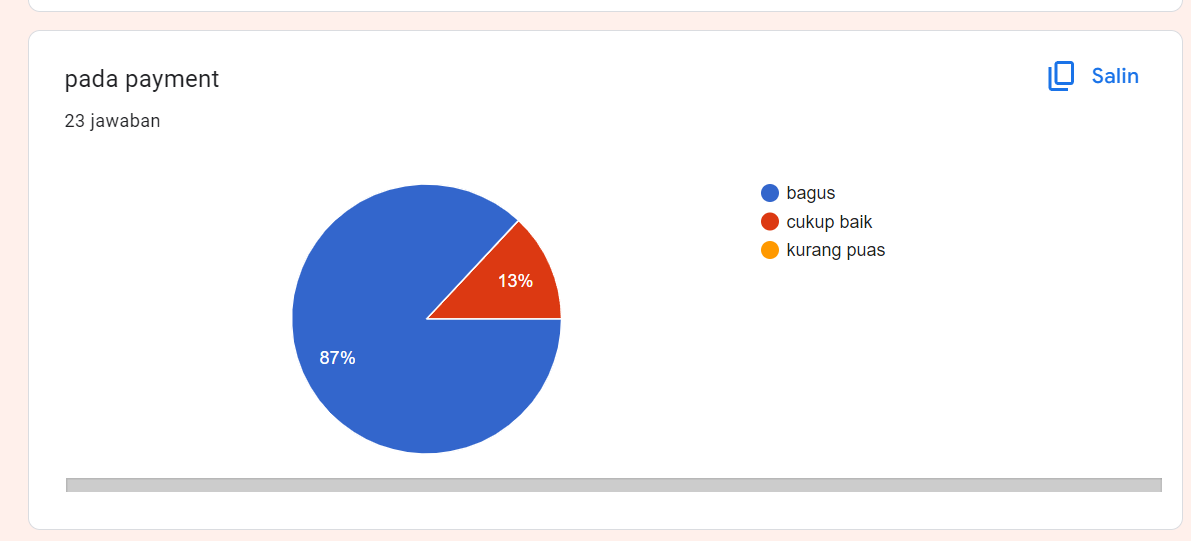 pada payment
Salin
23 jawaban
bagus
cukup baik
kurang puas
13%
87%